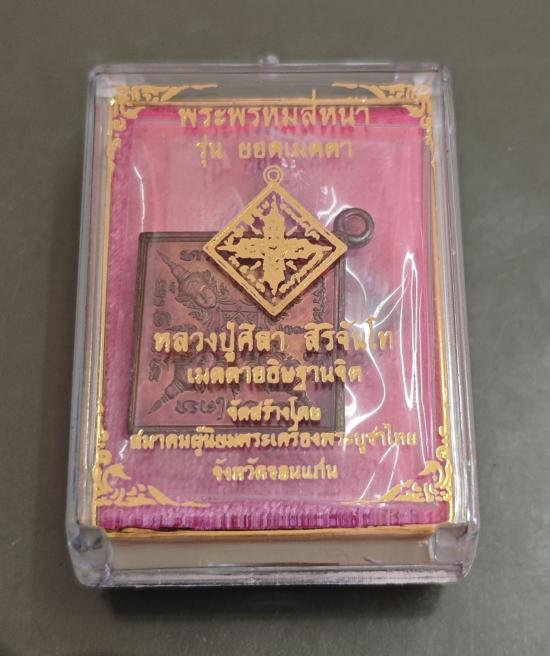 พระพรหมสี่หน้า
รุ่น ยอดเมตตา
หลวงปู่ศิลา สิริจันโท
เมตตาอธิษฐานจิต
จัดสร้างโดย
สมาคมผู้นิยมพระเครื่องพระบูชาไทย
จังหวัดขอนแก่น